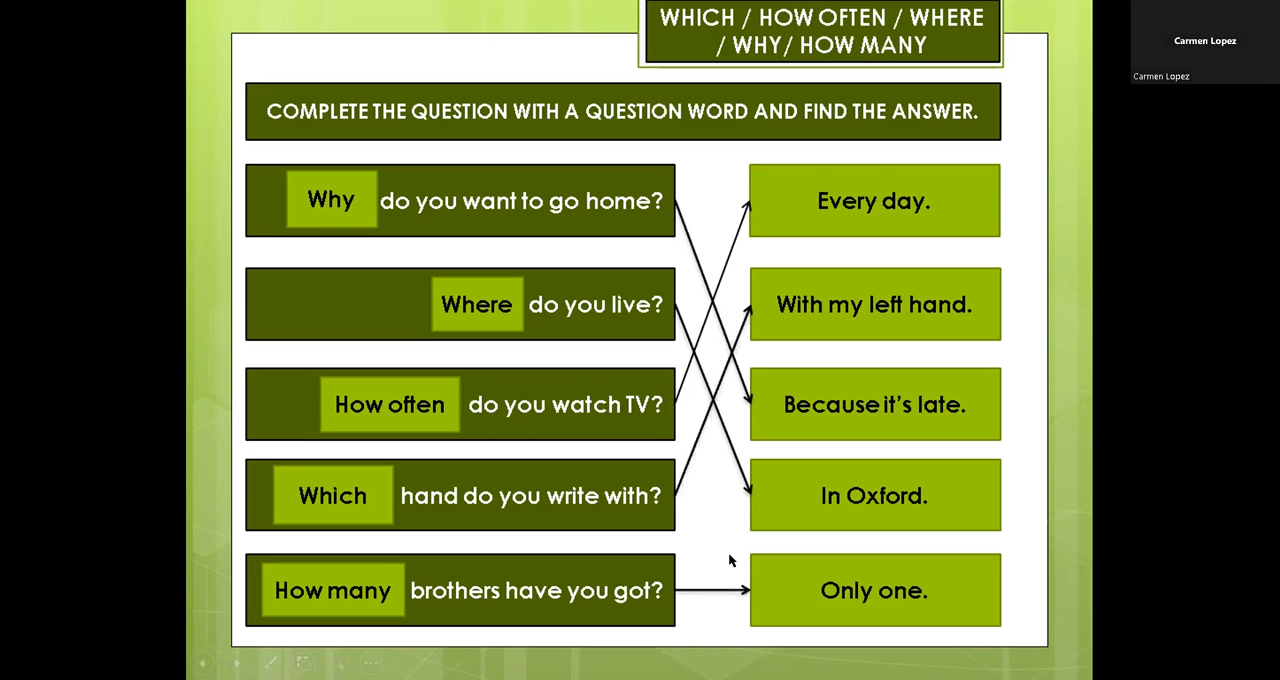 WHICH / HOW OFTEN / WHERE
/ WHY/ HOW MANY
Carmen Lopez
Carmen Lopez
COMPLETE THE QUESTION WITH A QUESTION WORD AND FIND THE ANSWER.
Why do you want to go home?
Every day.
Where do you live?
With my left hand.
How often do you watch TV?
Because it's late.
Which hand do you write with?
In Oxford.
How many brothers have you got?
Only one.